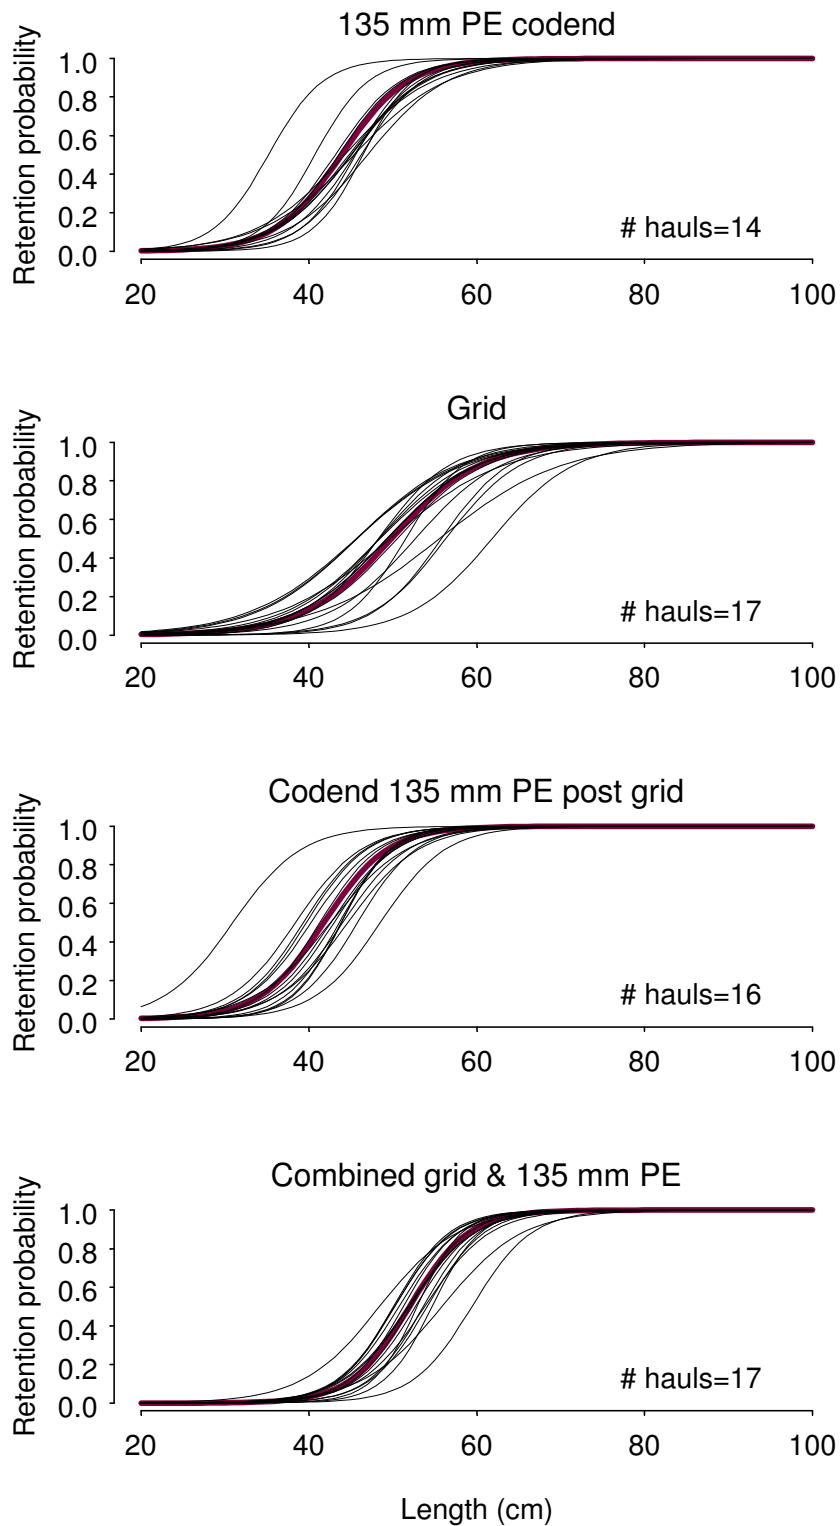 135 mm PE codend
Retention probability
1.0
0.8
0.6
0.4
0.2
0.0
# hauls=14
20 40 60 80 100
Grid
Retention probability
1.0
0.8
0.6
0.4
0.2
0.0
# hauls=17
20 40 60 80 100
Codend 135 mm PE post grid
Retention probability
1.0
0.8
0.6
0.4
0.2
0.0
# hauls=16
20 40 60 80 100
Combined grid & 135 mm PE
Retention probability
1.0
0.8
0.6
0.4
0.2
0.0
# hauls=17
20 40 60 80 100
Length (cm)